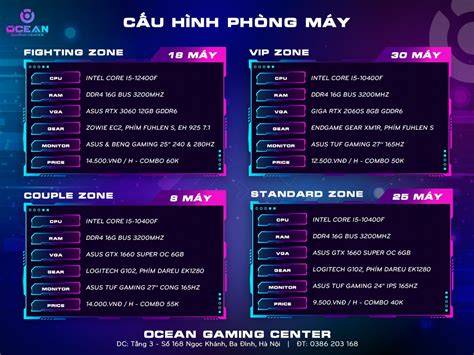 OCEAN
GAMING CENTER
CẤU HÌNH PHÒNG MÁY
FIGHTING ZONE 18 MÁY
CPU INTEL CORE I5-12400F
RAM DDR4 16G BUS 3200MHZ
VGA ASUS RTX 3060 12GB GDDR6
GEAR ZOWIE EC2, PHÍM FUHLEN S, EH 925 7.1
MONITOR ASUS & BENQ GAMING 25" 240 & 280HZ
PRICE 14.500.VNĐ / H - COMBO 60K
VIP ZONE 30 MÁY
CPU INTEL CORE I5-10400F
RAM DDR4 16G BUS 3200MHZ
VGA GIGA RTX 2060S 8GB GDDR6
GEAR ENDGAME GEAR XM1R, PHÍM FUHLEN S
MONITOR ASUS TUF GAMING 27" 165HZ
PRICE 12.500.VNĐ / H - COMBO 50K
COUPLE ZONE 8 MÁY
CPU INTEL CORE I5-10400F
RAM DDR4 16G BUS 3200MHZ
VGA ASUS GTX 1660 SUPER OC 6GB
GEAR LOGITECH G102, PHÍM DAREU EK1280
MONITOR ASUS TUF GAMING 27" CONG 165HZ
PRICE 14.000.VNĐ / H - COMBO 55K
STANDARD ZONE 25 MÁY
CPU INTEL CORE I5-10400F
RAM DDR4 16G BUS 3200MHZ
VGA ASUS GTX 1660 SUPER OC 6GB
GEAR LOGITECH G102, PHÍM DAREU EK1280
MONITOR ASUS TUF GAMING 24" IPS 165HZ
PRICE 9.500.VNĐ / H - COMBO 40K
OCEAN GAMING CENTER
DC: Tầng 3 - Số 168 Ngọc Khánh, Ba Đình, Hà Nội | ĐT: 0386 203 168